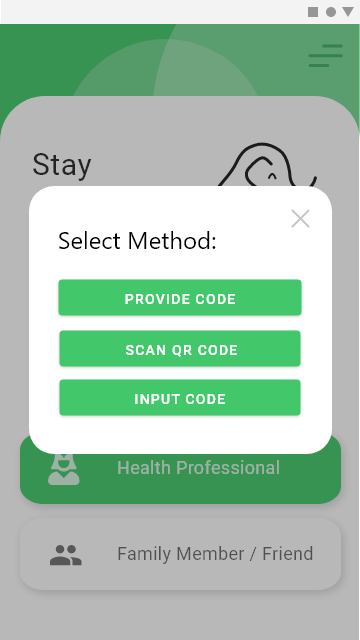 Stay
Select Method:
PROVIDE CODE
SCAN QR CODE
INPUT CODE
Health Professional
Family Member / Friend